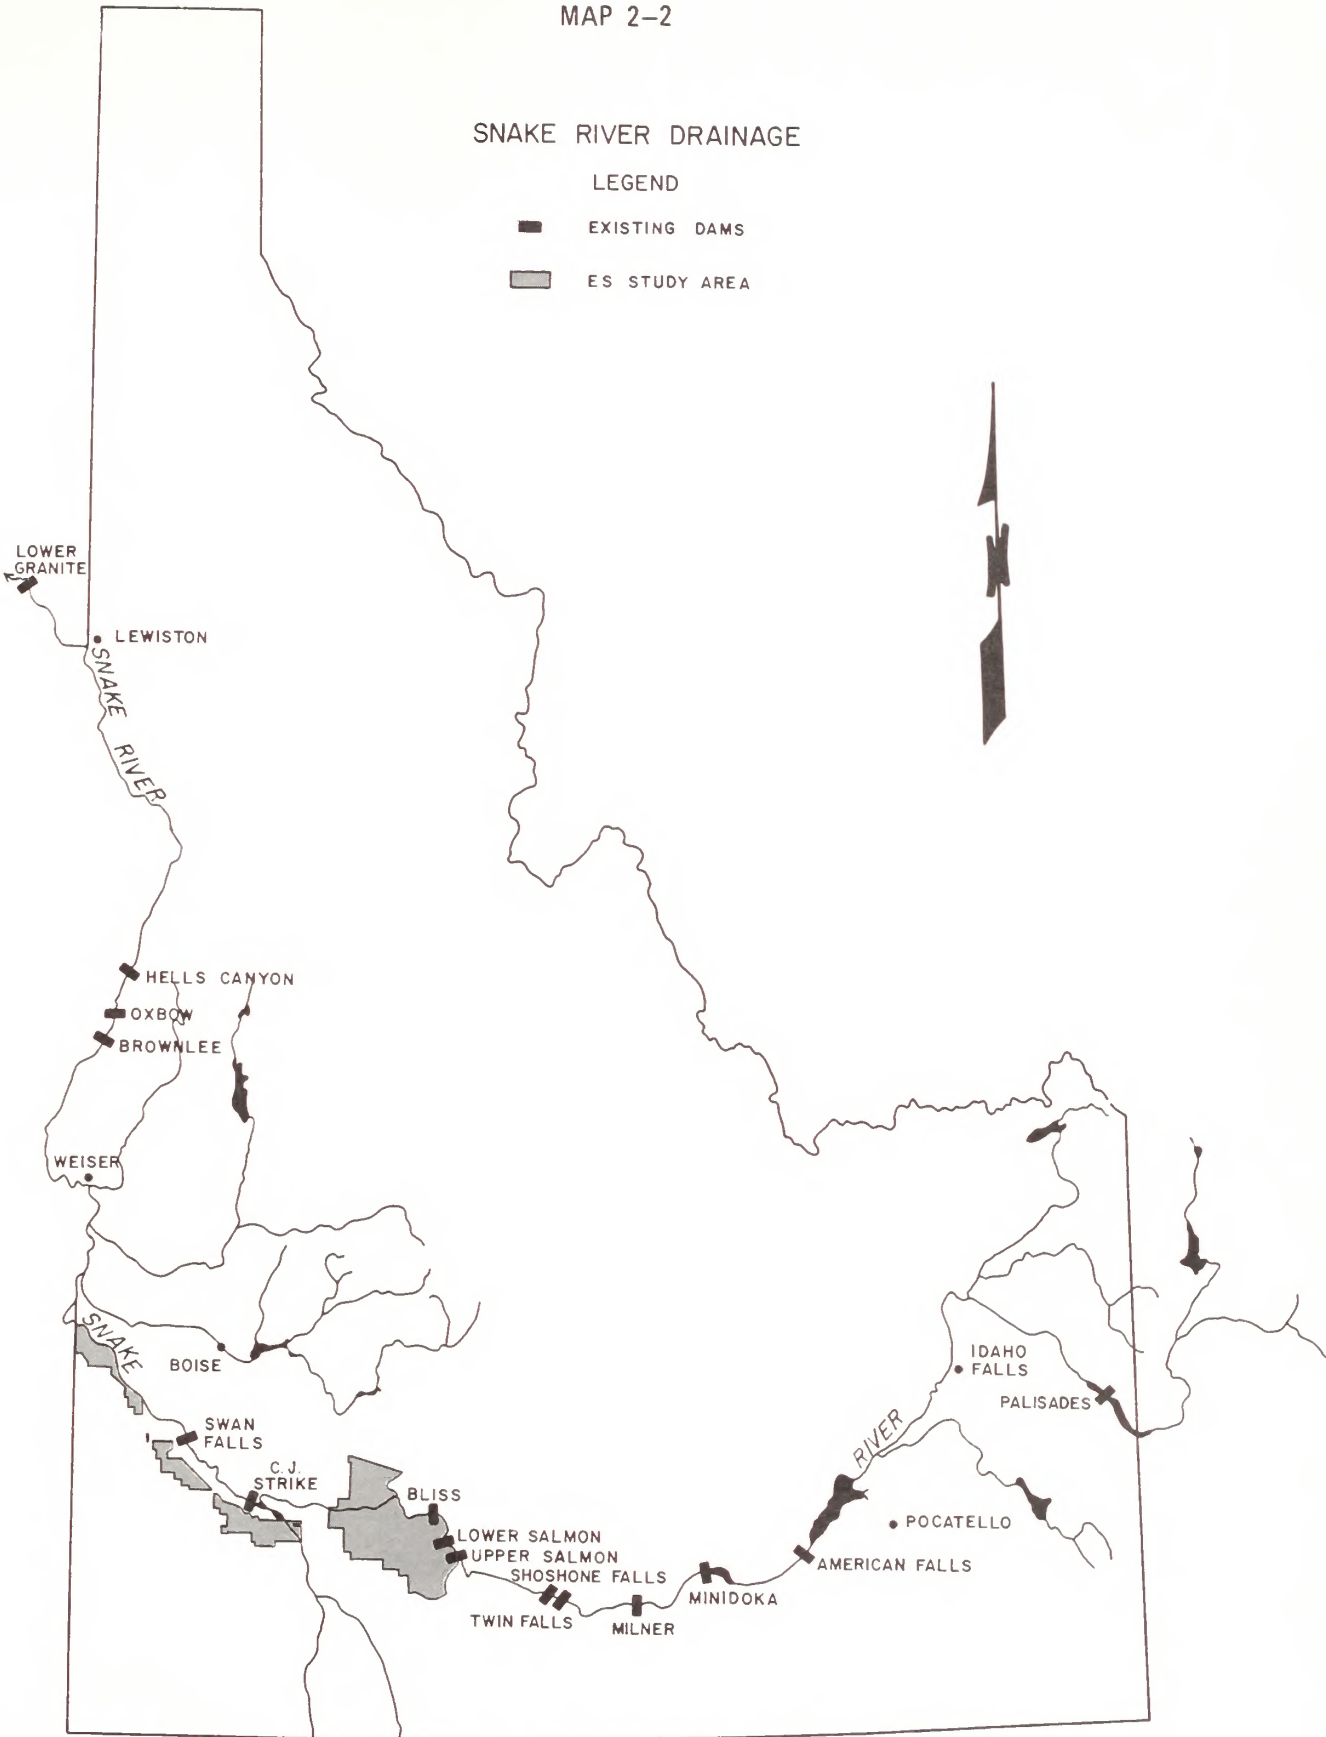 MAP 2–2
SNAKE RIVER DRAINAGE
LEGEND
EXISTING DAMS
ES STUDY AREA
N
LOWER
GRANITE
LEWISTON
SNAKE RIVER
HELLS CANYON
OXBOW
BROWNLEE
WEISER
SNAKE
BOISE
SWAN
FALLS
C.J.
STRIKE
BLISS
LOWER SALMON
UPPER SALMON
SHOSHONE FALLS
TWIN FALLS
MILNER
MINIDOKA
AMERICAN FALLS
POCATELLO
RIVER
IDAHO
FALLS
PALISADES